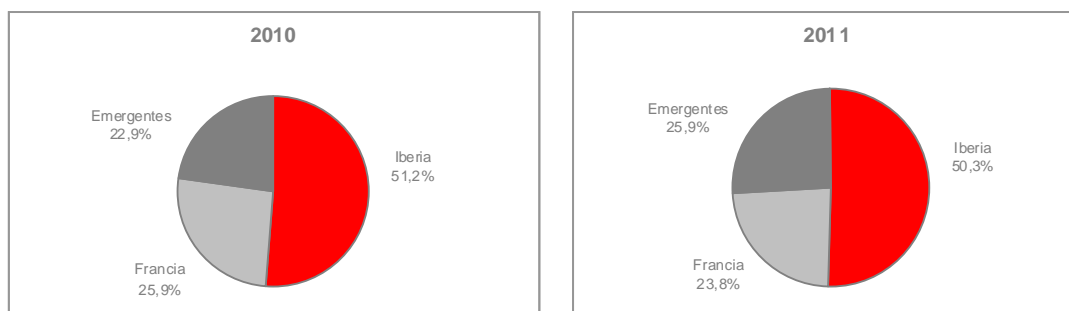 2010
Emergentes
22,9%
Iberia
51,2%
Francia
25,9%
2011
Emergentes
25,9%
Iberia
50,3%
Francia
23,8%